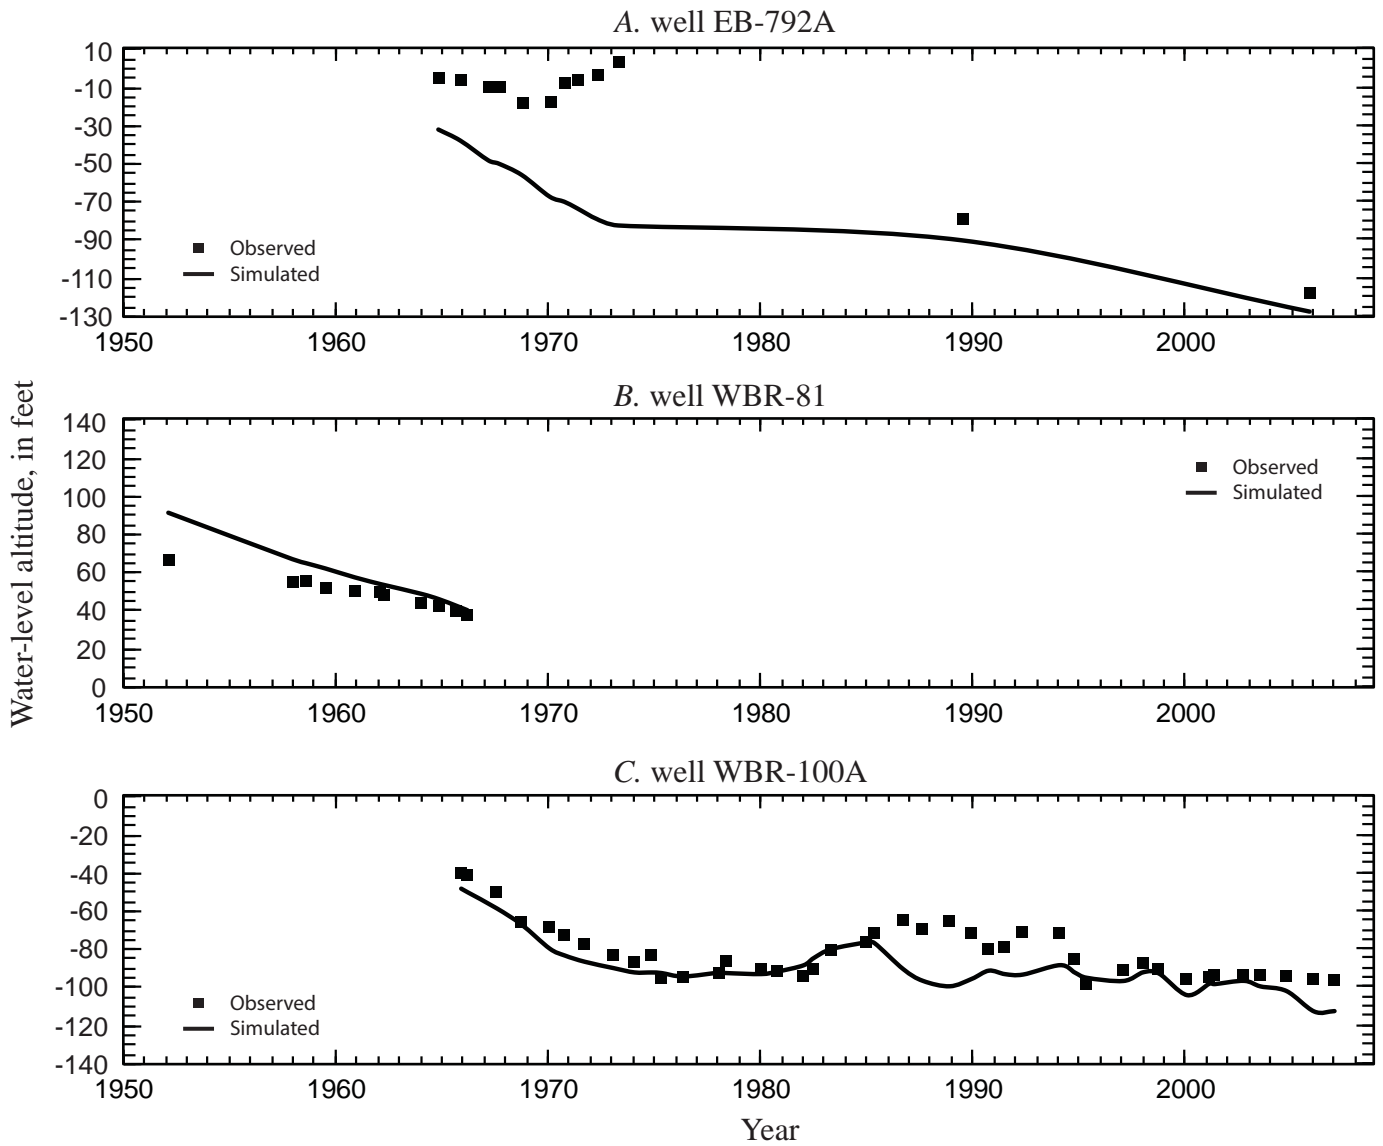 A. well EB-792A
10
-10
-30
-50
-70
-90
-110
-130
Observed
Simulated
1950 1960 1970 1980 1990 2000
Water-level altitude, in feet
B. well WBR-81
140
120
100
80
60
40
20
0
Observed
Simulated
1950 1960 1970 1980 1990 2000
C. well WBR-100A
0
-20
-40
-60
-80
-100
-120
-140
Observed
Simulated
1950 1960 1970 1980 1990 2000
Year